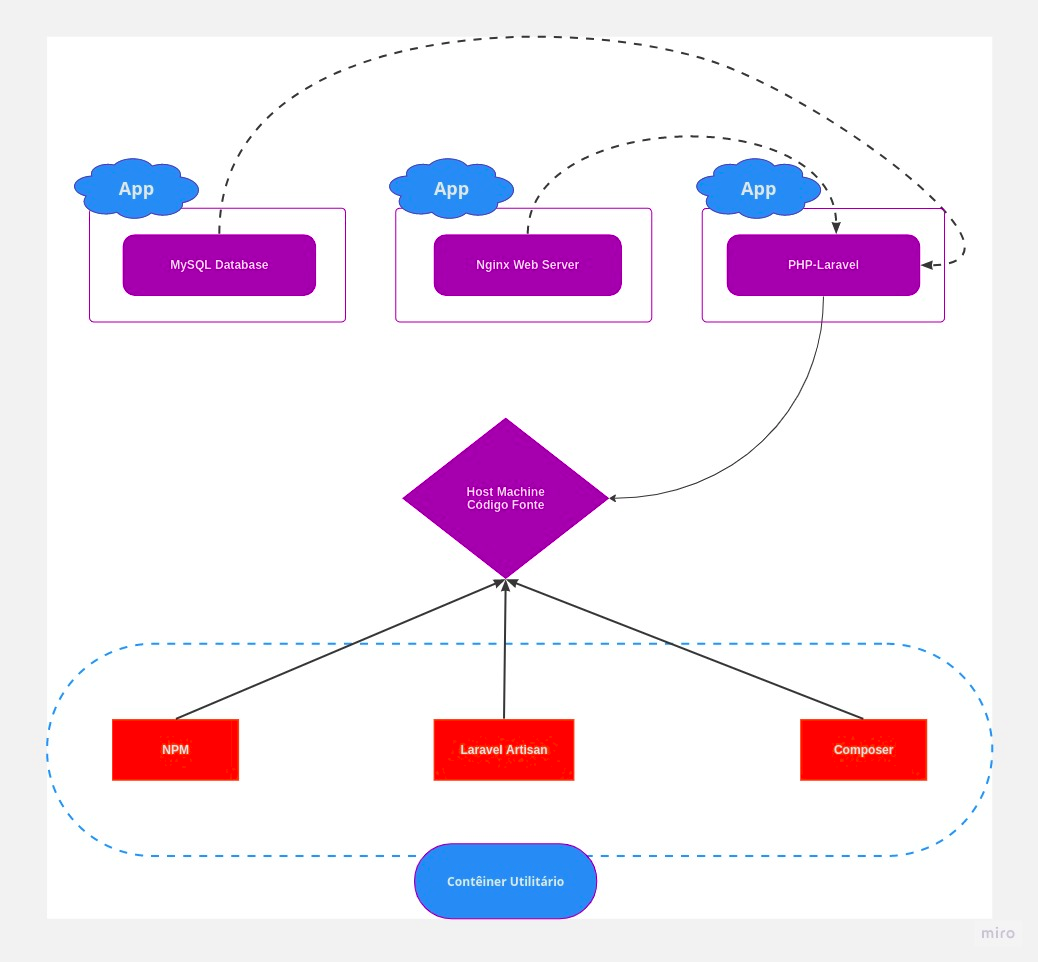 App
App
App
MySQL Database
Nginx Web Server
PHP-Laravel
Host Machine
Código Fonte
NPM
Laravel Artisan
Composer
Contêiner Utilitário
miro